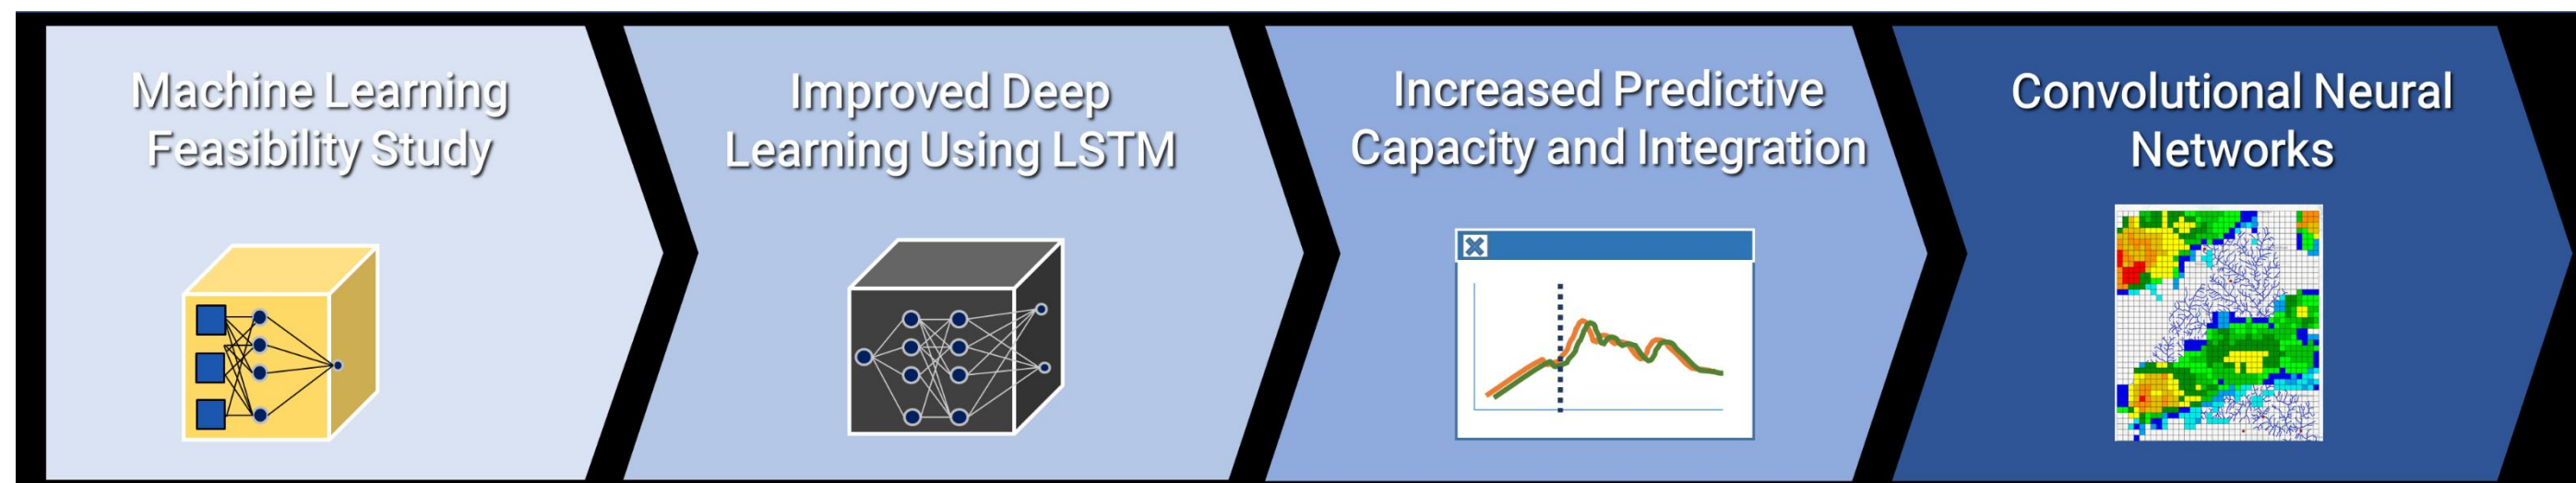 Machine Learning
Feasibility Study
Improved Deep
Learning Using LSTM
Increased Predictive
Capacity and Integration
Convolutional Neural
Networks